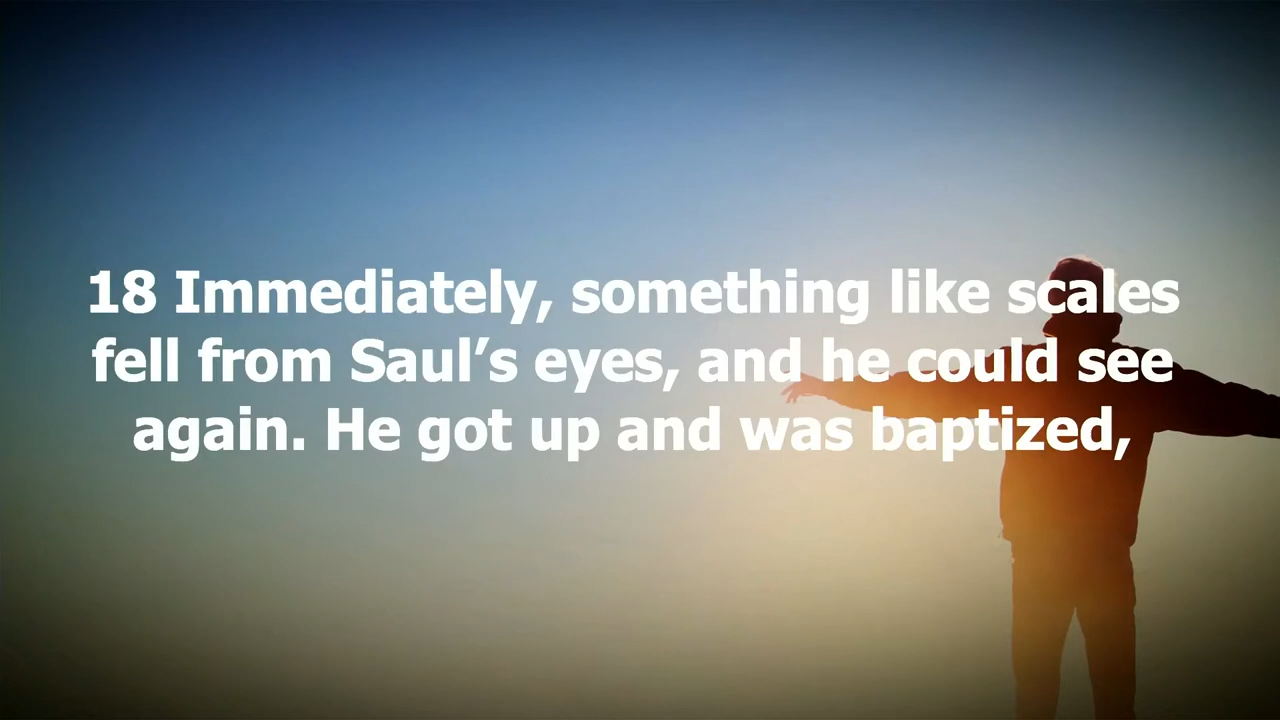 18 Immediately, something like scales
fell from Saul’s eyes, and he could see
again. He got up and was baptized,